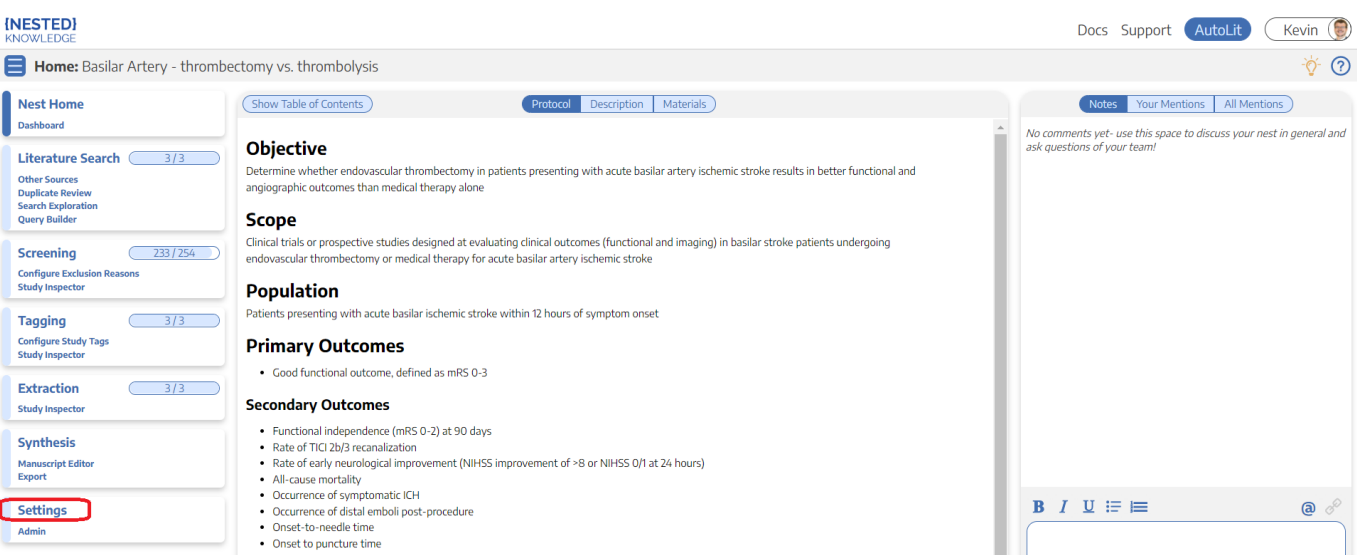 {NESTED}
KNOWLEDGE
Docs Support AutoLit Kevin
Home: Basilar Artery - thrombectomy vs. thrombolysis
Nest Home
Dashboard
Literature Search 3 / 3
Other Sources
Duplicate Review
Search Exploration
Query Builder
Screening 233 / 254
Configure Exclusion Reasons
Study Inspector
Tagging 3 / 3
Configure Study Tags
Study Inspector
Extraction 3 / 3
Study Inspector
Synthesis
Manuscript Editor
Export
Settings
Admin
Show Table of Contents
Protocol Description Materials
Objective
Determine whether endovascular thrombectomy in patients presenting with acute basilar artery ischemic stroke results in better functional and
angiographic outcomes than medical therapy alone
Scope
Clinical trials or prospective studies designed at evaluating clinical outcomes (functional and imaging) in basilar stroke patients undergoing
endovascular thrombectomy or medical therapy for acute basilar artery ischemic stroke
Population
Patients presenting with acute basilar ischemic stroke within 12 hours of symptom onset
Primary Outcomes
• Good functional outcome, defined as mRS 0-3
Secondary Outcomes
• Functional independence (mRS 0-2) at 90 days
• Rate of TICI 2b/3 recanalization
• Rate of early neurological improvement (NIHSS improvement of >8 or NIHSS 0/1 at 24 hours)
• All-cause mortality
• Occurrence of symptomatic ICH
• Occurrence of distal emboli post-procedure
• Onset-to-needle time
• Onset to puncture time
Notes Your Mentions All Mentions
No comments yet- use this space to discuss your nest in general and
ask questions of your team!
B I U @